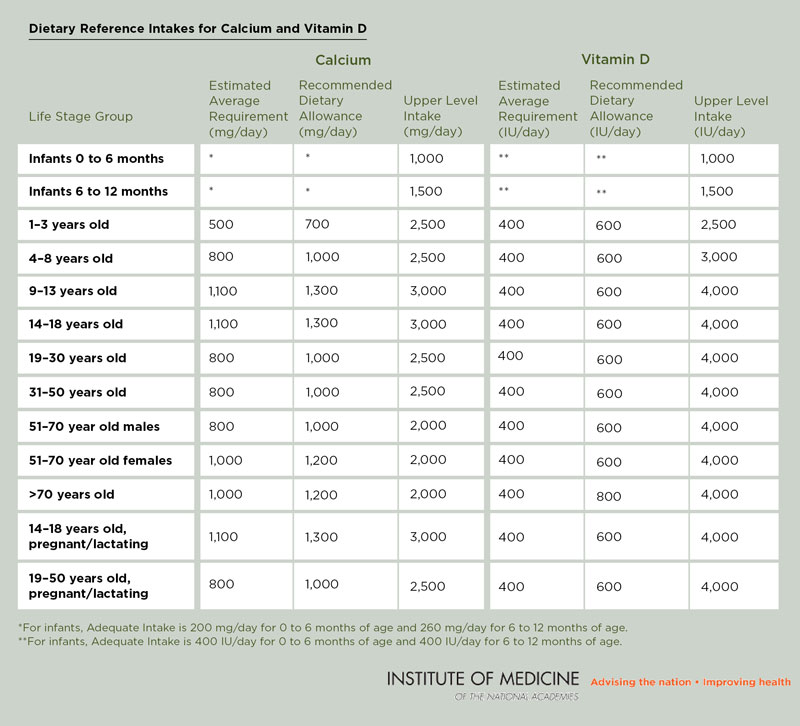 Dietary Reference Intakes for Calcium and Vitamin D
Calcium Vitamin D
Life Stage Group
Estimated Average Requirement (mg/day)
Recommended Dietary Allowance (mg/day)
Upper Level Intake (mg/day)
Estimated Average Requirement (IU/day)
Recommended Dietary Allowance (IU/day)
Upper Level Intake (IU/day)
Infants 0 to 6 months * * 1,000 ** ** 1,000
Infants 6 to 12 months * * 1,500 ** ** 1,500
1–3 years old 500 700 2,500 400 600 2,500
4–8 years old 800 1,000 2,500 400 600 3,000
9–13 years old 1,100 1,300 3,000 400 600 4,000
14–18 years old 1,100 1,300 3,000 400 600 4,000
19–30 years old 800 1,000 2,500 400 600 4,000
31–50 years old 800 1,000 2,500 400 600 4,000
51–70 year old males 800 1,000 2,000 400 600 4,000
51–70 year old females 1,000 1,200 2,000 400 600 4,000
>70 years old 1,000 1,200 2,000 400 800 4,000
14–18 years old,
pregnant/lactating 1,100 1,300 3,000 400 600 4,000
19–50 years old,
pregnant/lactating 800 1,000 2,500 400 600 4,000
*For infants, Adequate Intake is 200 mg/day for 0 to 6 months of age and 260 mg/day for 6 to 12 months of age.
**For infants, Adequate Intake is 400 IU/day for 0 to 6 months of age and 400 IU/day for 6 to 12 months of age.
INSTITUTE OF MEDICINE
OF THE NATIONAL ACADEMIES
Advising the nation • Improving health